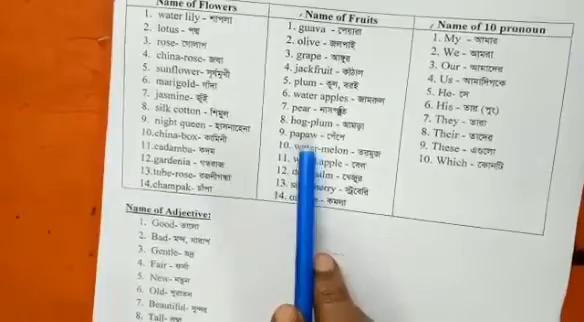 Name of Flowers
1. water lily - শাপলা
2. lotus - পদ্ম
3. rose- গোলাপ
4. china-rose- জবা
5. sunflower- সূর্যমুখী
6. marigold- গাঁদা
7. jasmine- জুঁই
8. silk cotton - শিমুল
9. night queen - হাসনাহেনা
10.china-box- কামিনী
11.cadamba- কদম
12.gardenia - গন্ধরাজ
13.tube-rose- রজনীগন্ধা
14.champak- চাঁপা
Name of Fruits
1. guava - পেয়ারা
2. olive - জলপাই
3. grape - আঙ্গুর
4. jackfruit - কাঁঠাল
5. plum - কুল, বরই
6. water apples - জামরুল
7. pear - নাসপাতি
8. hog-plum - আমড়া
9. papaw - পেঁপে
10. water-melon - তরমুজ
11. apple - বেল
12. alm - খেজুর
13. erry - স্ট্রবেরি
14. - কমলা
Name of 10 pronoun
1. My - আমার
2. We - আমরা
3. Our - আমাদের
4. Us - আমাদিগকে
5. He- সে
6. His - তার (পুং)
7. They - তারা
8. Their - তাদের
9. These - এগুলো
10. Which - কোনটি
Name of Adjective:
1. Good- ভালো
2. Bad- মন্দ, খারাপ
3. Gentle- ভদ্র
4. Fair - ফর্সা
5. New- নতুন
6. Old- পুরাতন
7. Beautiful- সুন্দর
8. Tall- লম্বা